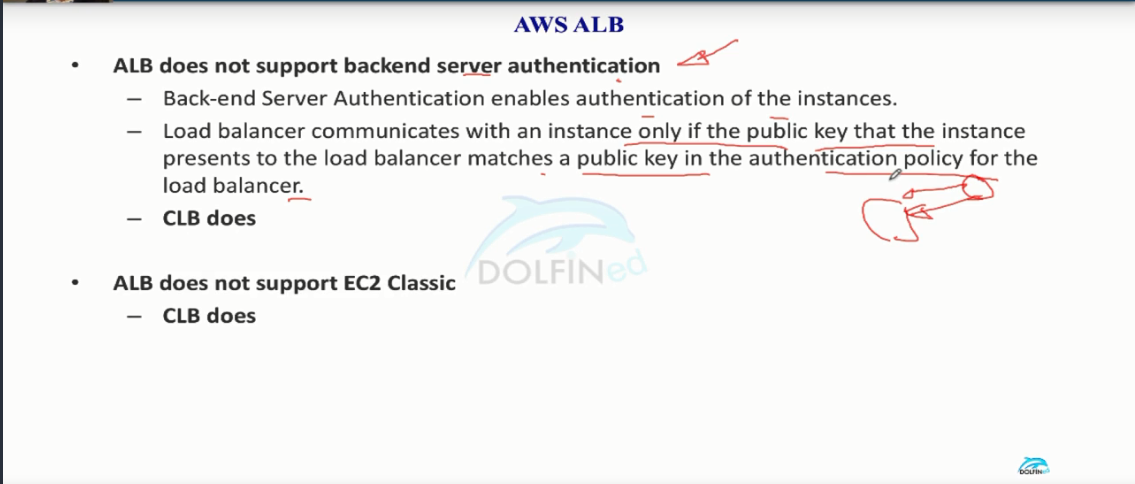 AWS ALB
• ALB does not support backend server authentication
– Back-end Server Authentication enables authentication of the instances.
– Load balancer communicates with an instance only if the public key that the instance
presents to the load balancer matches a public key in the authentication policy for the
load balancer.
– CLB does
DOLFINed
• ALB does not support EC2 Classic
– CLB does
DOLFINed